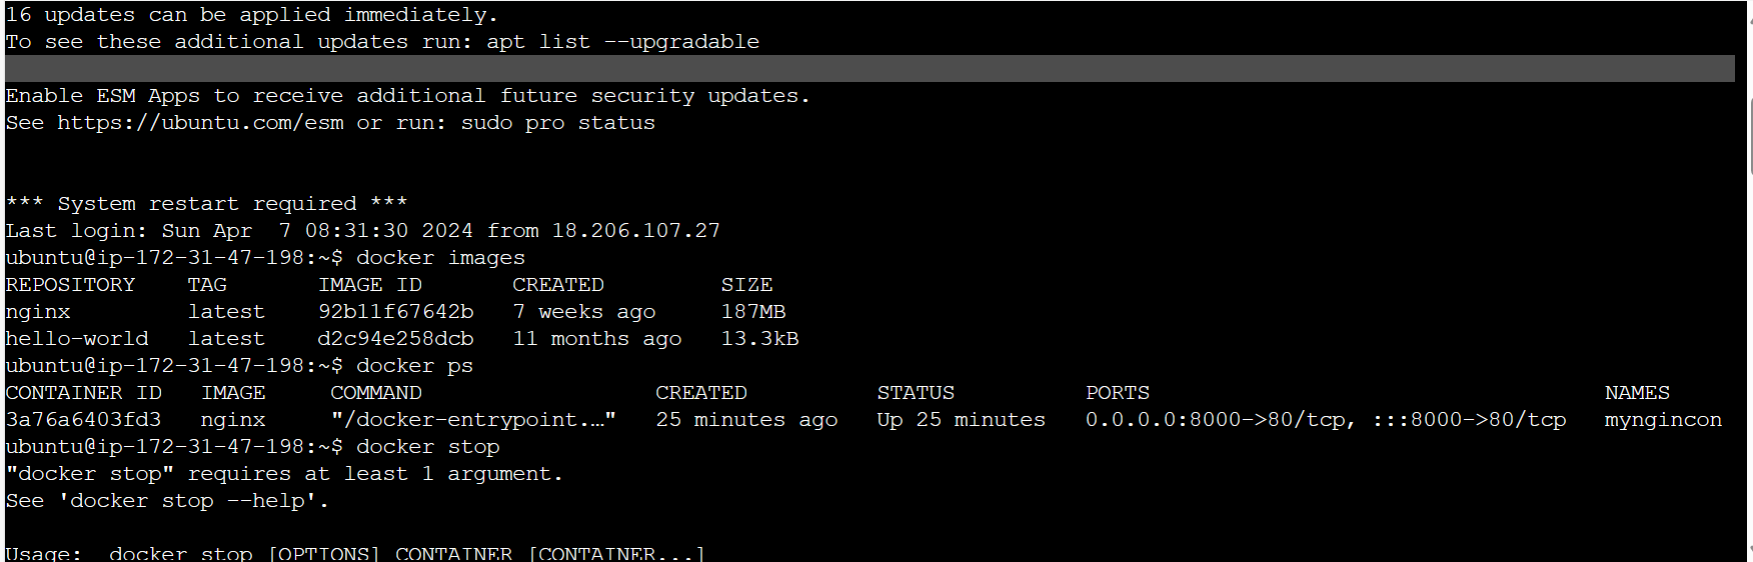 16 updates can be applied immediately.
To see these additional updates run: apt list --upgradable
Enable ESM Apps to receive additional future security updates.
See https://ubuntu.com/esm or run: sudo pro status
*** System restart required ***
Last login: Sun Apr  7 08:31:30 2024 from 18.206.107.27
ubuntu@ip-172-31-47-198:~$ docker images
REPOSITORY    TAG       IMAGE ID       CREATED         SIZE
nginx         latest    92b11f67642b   7 weeks ago     187MB
hello-world   latest    d2c94e258dcb   11 months ago   13.3kB
ubuntu@ip-172-31-47-198:~$ docker ps
CONTAINER ID   IMAGE     COMMAND                  CREATED          STATUS          PORTS                                   NAMES
3a76a6403fd3   nginx     "/docker-entrypoint.…"   25 minutes ago   Up 25 minutes   0.0.0.0:8000->80/tcp, :::8000->80/tcp   myngincon
ubuntu@ip-172-31-47-198:~$ docker stop
"docker stop" requires at least 1 argument.
See 'docker stop --help'.
Usage:  docker stop [OPTIONS] CONTAINER [CONTAINER...]